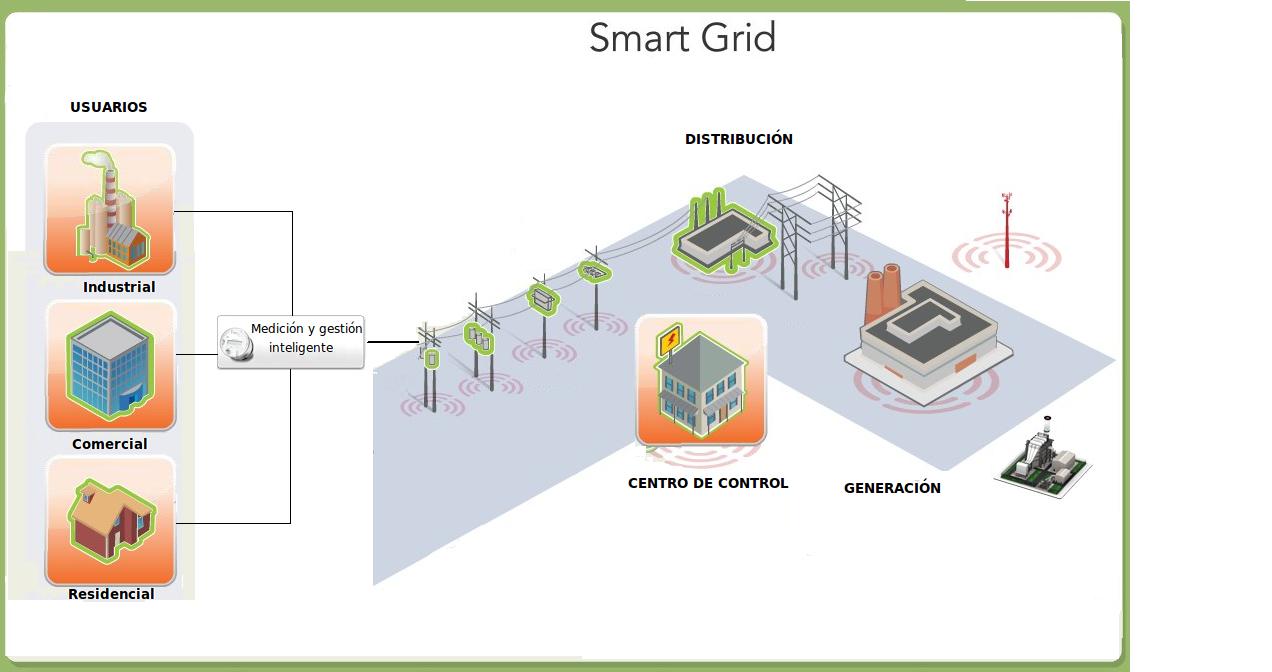 Smart Grid
USUARIOS
DISTRIBUCIÓN
Industrial
Medición y gestión
inteligente
Comercial
CENTRO DE CONTROL
GENERACIÓN
Residencial